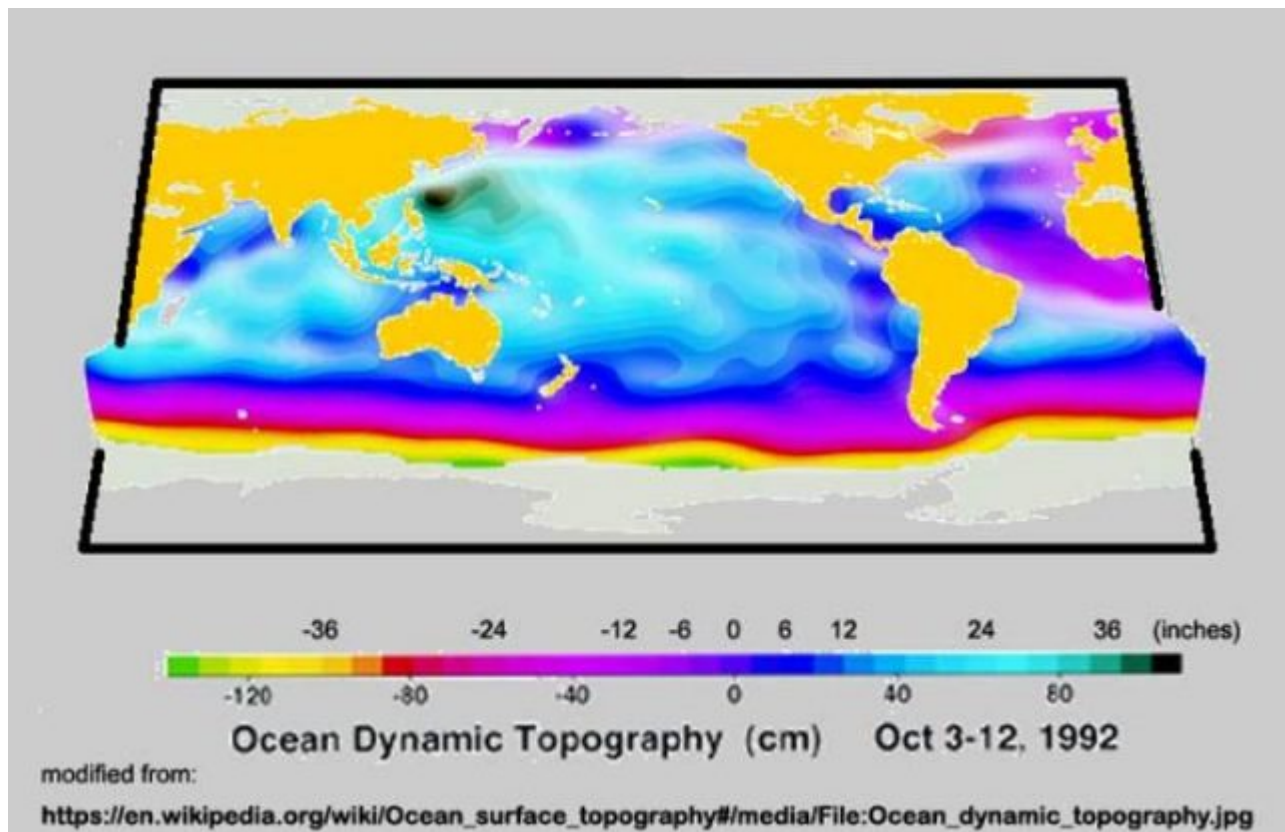 -36 -24 -12 -6 0 6 12 24 36 (inches)
-120 -80 -40 0 40 80
Ocean Dynamic Topography (cm) Oct 3-12, 1992
modified from:
https://en.wikipedia.org/wiki/Ocean_surface_topography#/media/File:Ocean_dynamic_topography.jpg